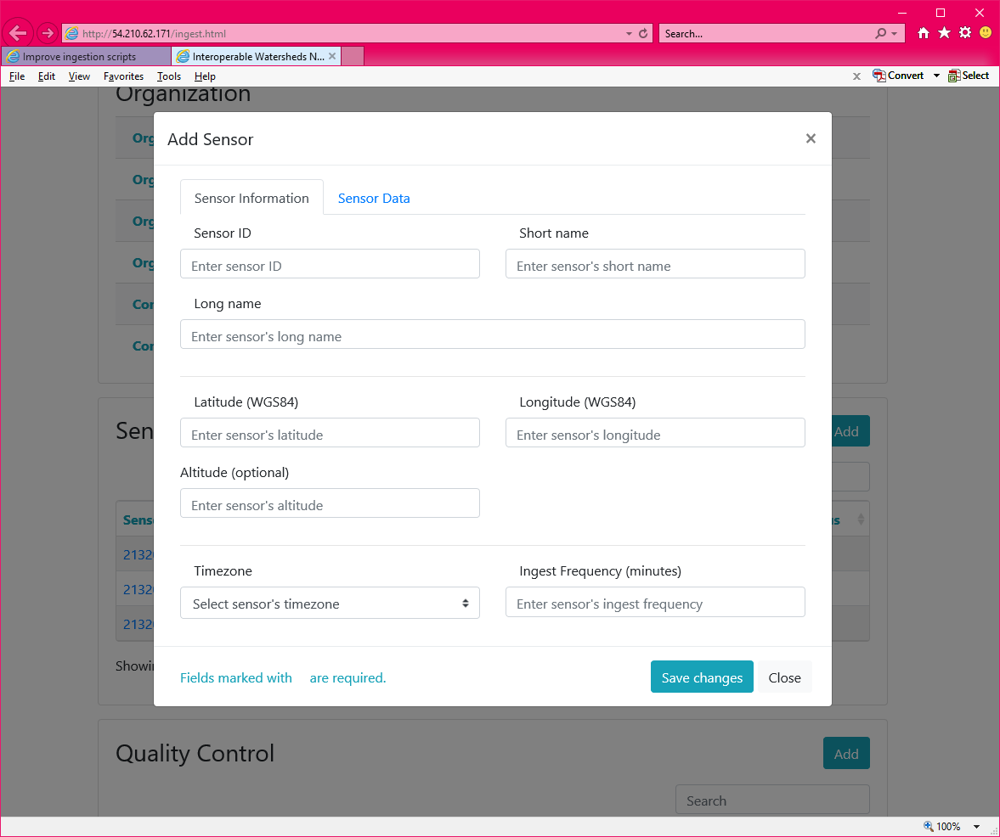 http://54.210.62.171/ingest.html
Search...
Improve ingestion scripts
Interoperable Watersheds N...
File Edit View Favorites Tools Help
Convert
Select
Organization
Add Sensor
Sensor Information
Sensor Data
Sensor ID
Short name
Enter sensor ID
Enter sensor's short name
Long name
Enter sensor's long name
Latitude (WGS84)
Longitude (WGS84)
Enter sensor's latitude
Enter sensor's longitude
Altitude (optional)
Enter sensor's altitude
Timezone
Ingest Frequency (minutes)
Select sensor's timezone
Enter sensor's ingest frequency
Fields marked with are required.
Save changes
Close
Add
Quality Control
Add
Search
100%